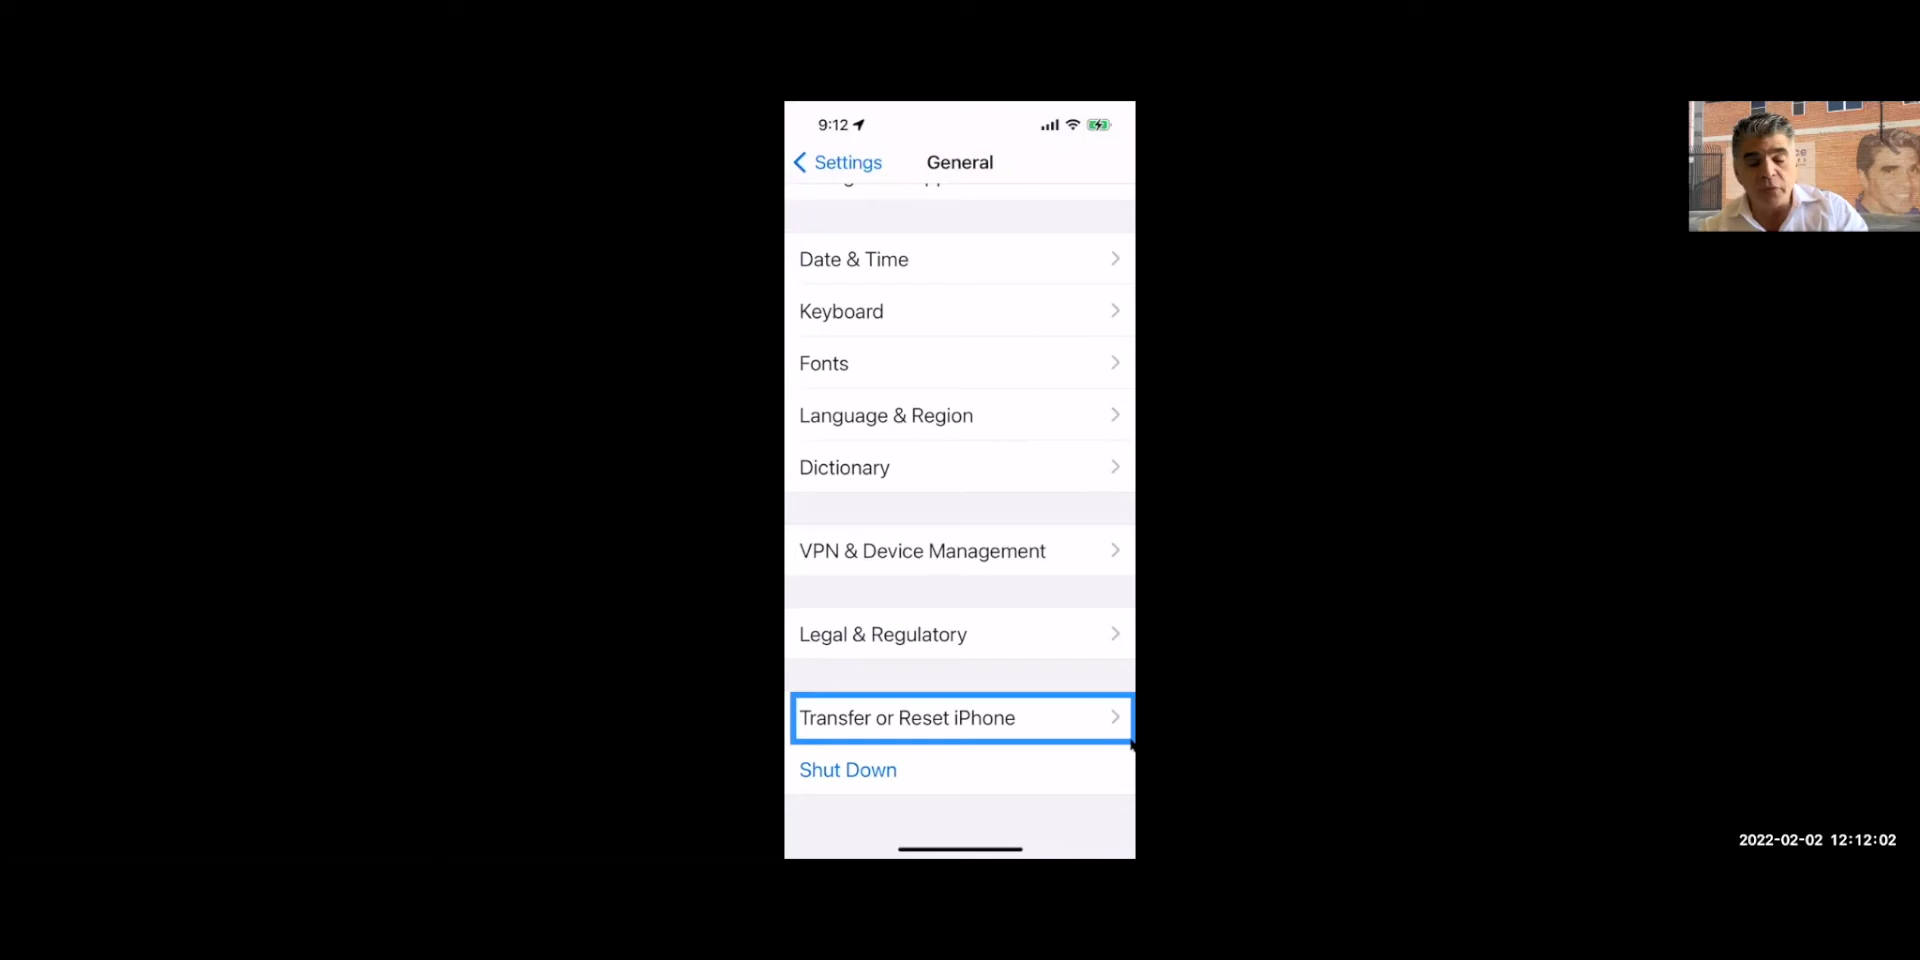 9:12
Settings
General
Date & Time
Keyboard
Fonts
Language & Region
Dictionary
VPN & Device Management
Legal & Regulatory
Transfer or Reset iPhone
Shut Down
2022-02-02 12:12:02